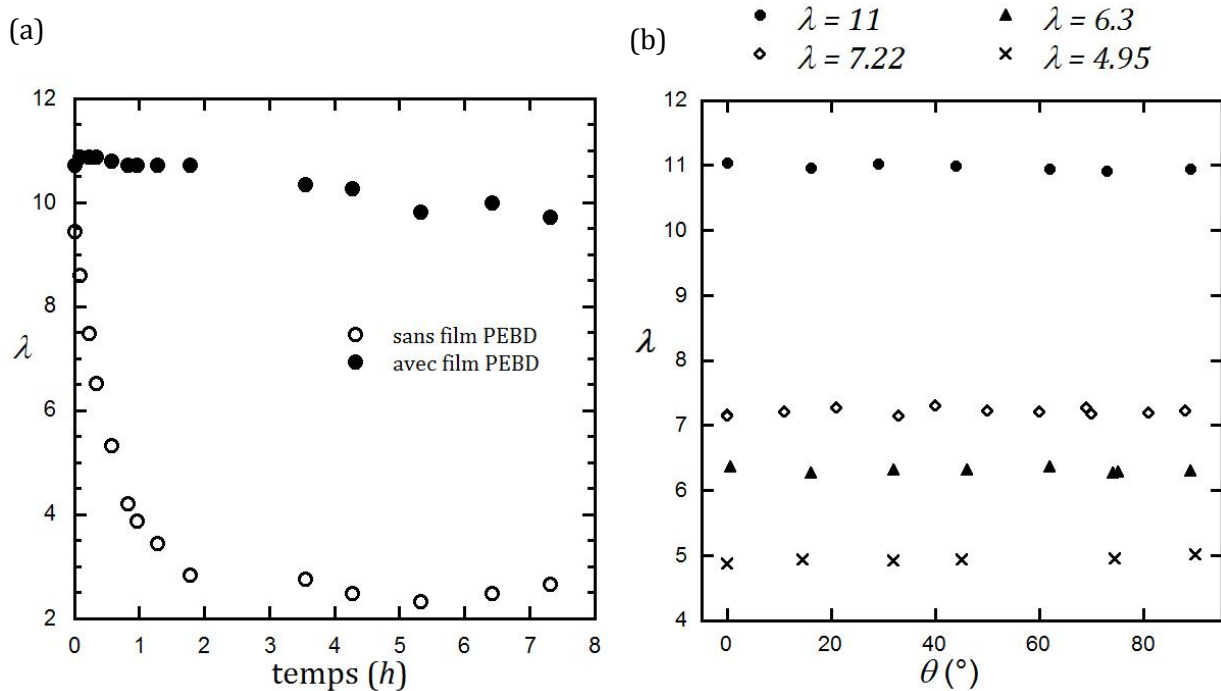 (a)
12
10
8
6
4
2
λ
sans film PEBD
avec film PEBD
0 1 2 3 4 5 6 7 8
temps (h)
(b)
λ = 11 λ = 6.3
λ = 7.22 λ = 4.95
12
11
10
9
8
7
6
5
4
λ
0 20 40 60 80
θ (°)